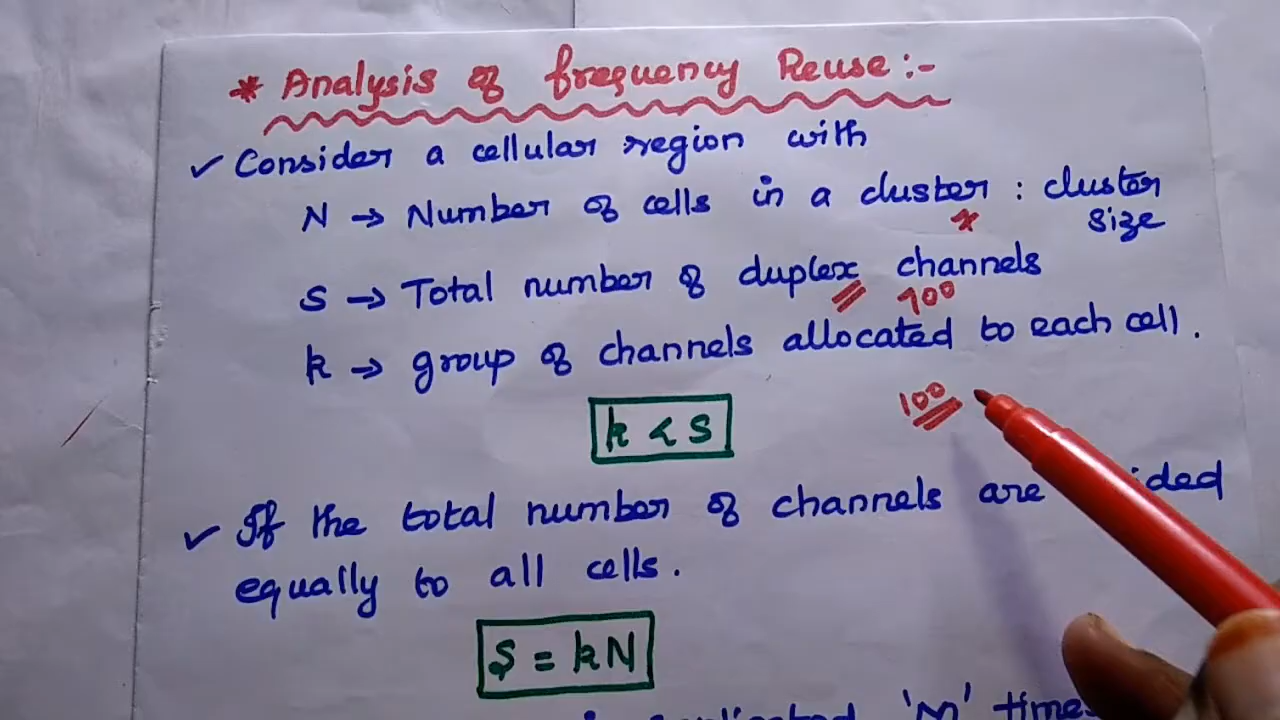 * Analysis of frequency Reuse:-
✓ Consider a cellular region with
N → Number of cells in a cluster : cluster size
S → Total number of duplex channels
700
k → group of channels allocated to each cell.
100
k < S
✓ If the total number of channels are ided
equally to all cells.
S = kN
'M' times